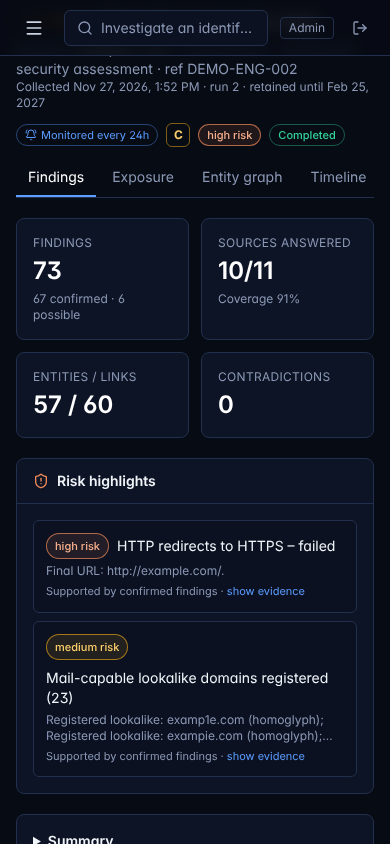 Investigate an identif...
Admin
security assessment · ref DEMO-ENG-002
Collected Nov 27, 2026, 1:52 PM · run 2 · retained until Feb 25,
2027
Monitored every 24h
C
high risk
Completed
Findings
Exposure
Entity graph
Timeline
FINDINGS
73
67 confirmed · 6
possible
SOURCES ANSWERED
10/11
Coverage 91%
ENTITIES / LINKS
57 / 60
CONTRADICTIONS
0
Risk highlights
high risk
HTTP redirects to HTTPS – failed
Final URL: http://example.com/.
Supported by confirmed findings · show evidence
medium risk
Mail-capable lookalike domains registered
(23)
Registered lookalike: examp1e.com (homoglyph);
Registered lookalike: exampie.com (homoglyph);...
Supported by confirmed findings · show evidence
Summary